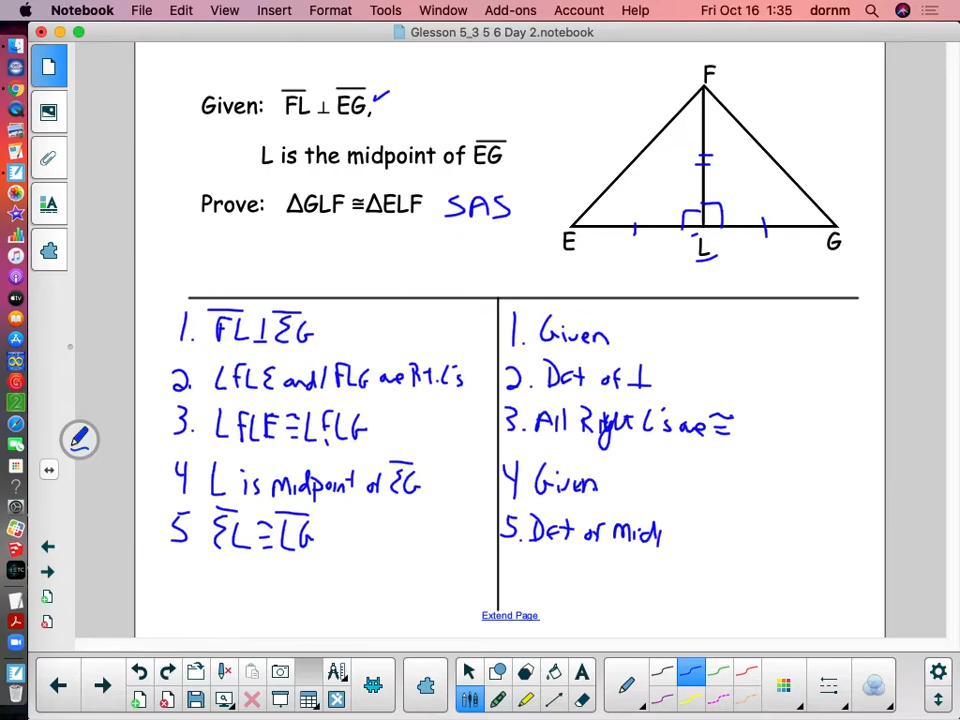 Notebook File Edit View Insert Format Tools Window Add-ons Account Help Fri Oct 16 1:35 dornm
Glesson 5_3 5 6 Day 2.notebook
Given: FL ⊥ EG,
L is the midpoint of EG
Prove: ΔGLF ≅ ΔELF SAS
F
E
L
G
1. FL ⊥ EG
1. Given
2. ∠FLE and ∠FLG are Rt. ∠'s
2. Def of ⊥
3. ∠FLE ≅ ∠FLG
3. All Right ∠'s are ≅
4 L is midpoint of EG
4 Given
5 EL ≅ LG
5. Def of Midp
Extend Page